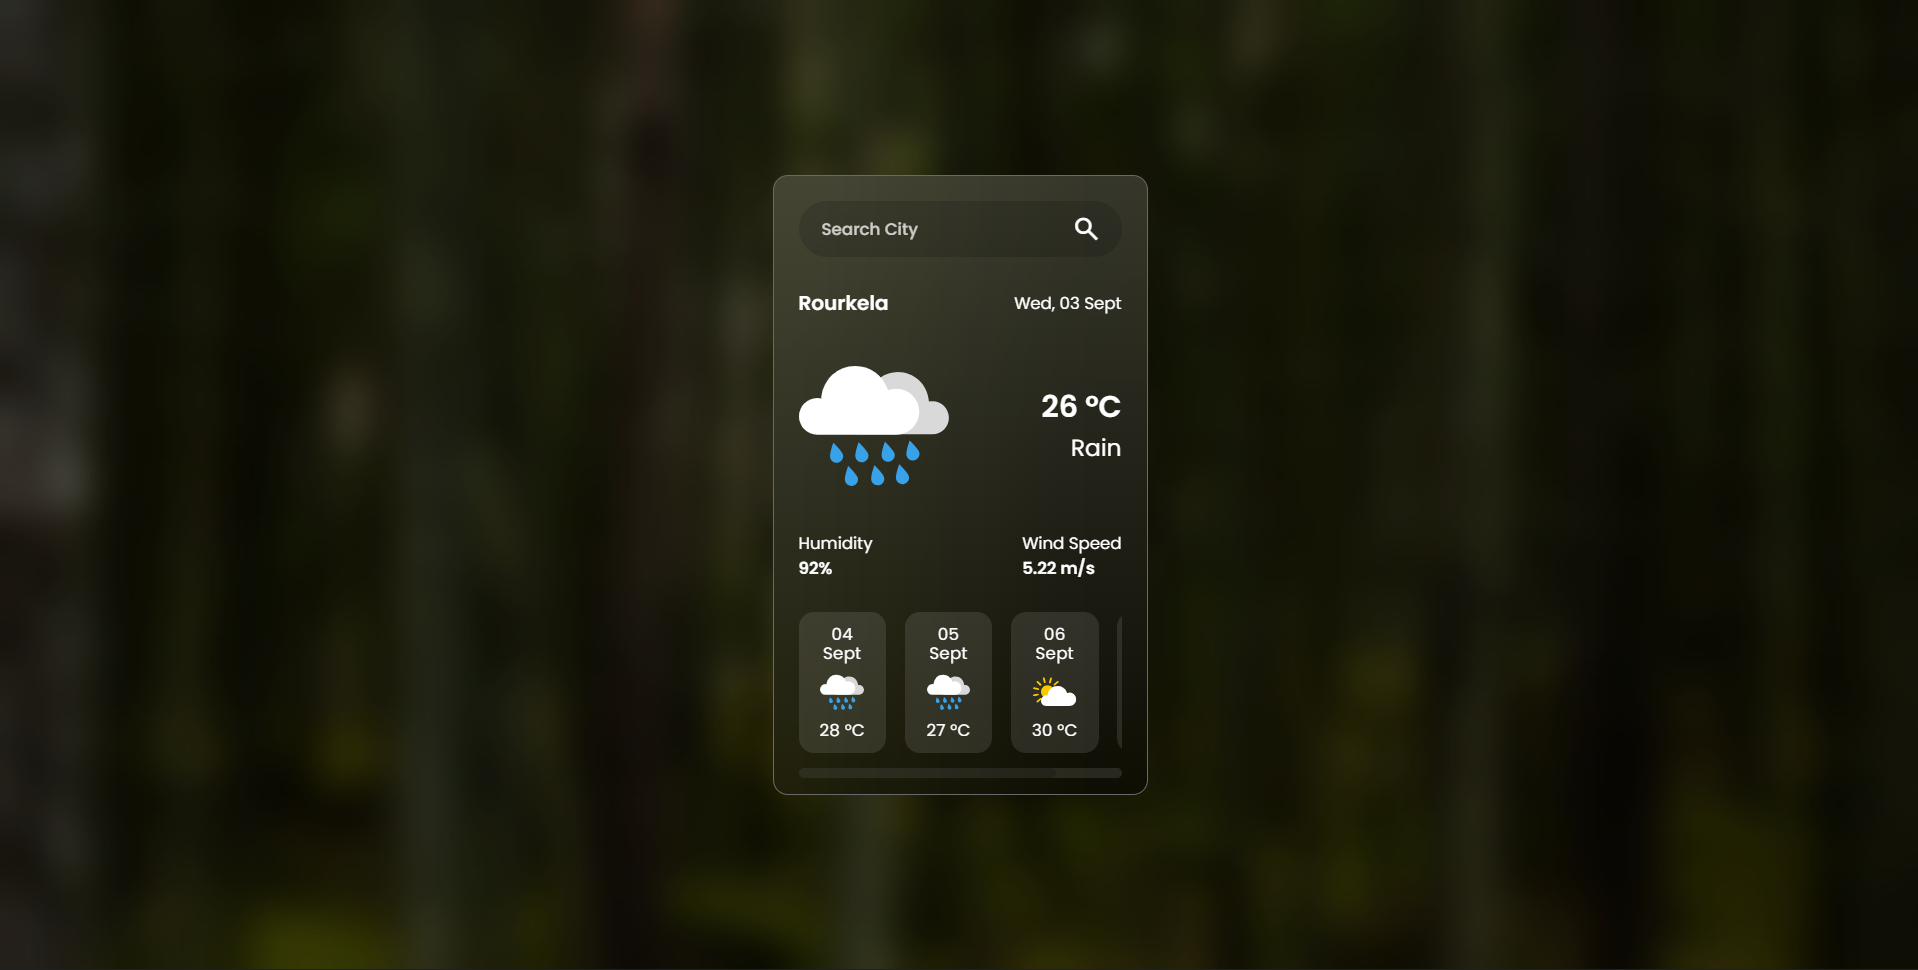 Search City
Rourkela
Wed, 03 Sept
26 °C
Rain
Humidity
92%
Wind Speed
5.22 m/s
04
Sept
28 °C
05
Sept
27 °C
06
Sept
30 °C